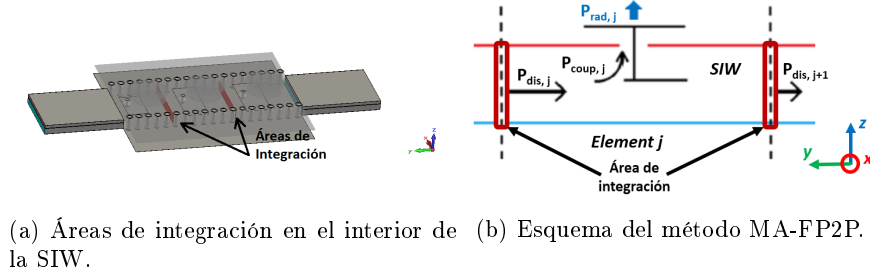 Áreas de
Integración
z
y
P_rad, j
P_dis, j
P_coup, j
SIW
P_dis, j+1
Element j
Área de
integración
z
y
x
(a) Áreas de integración en el interior de
la SIW.
(b) Esquema del método MA-FP2P.